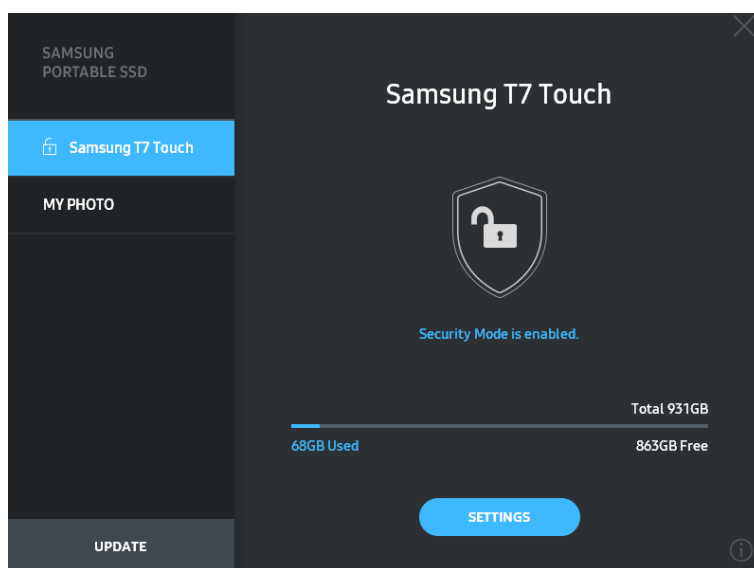 SAMSUNG
PORTABLE SSD
Samsung T7 Touch
MY PHOTO
UPDATE
Samsung T7 Touch
Security Mode is enabled.
Total 931GB
68GB Used 863GB Free
SETTINGS